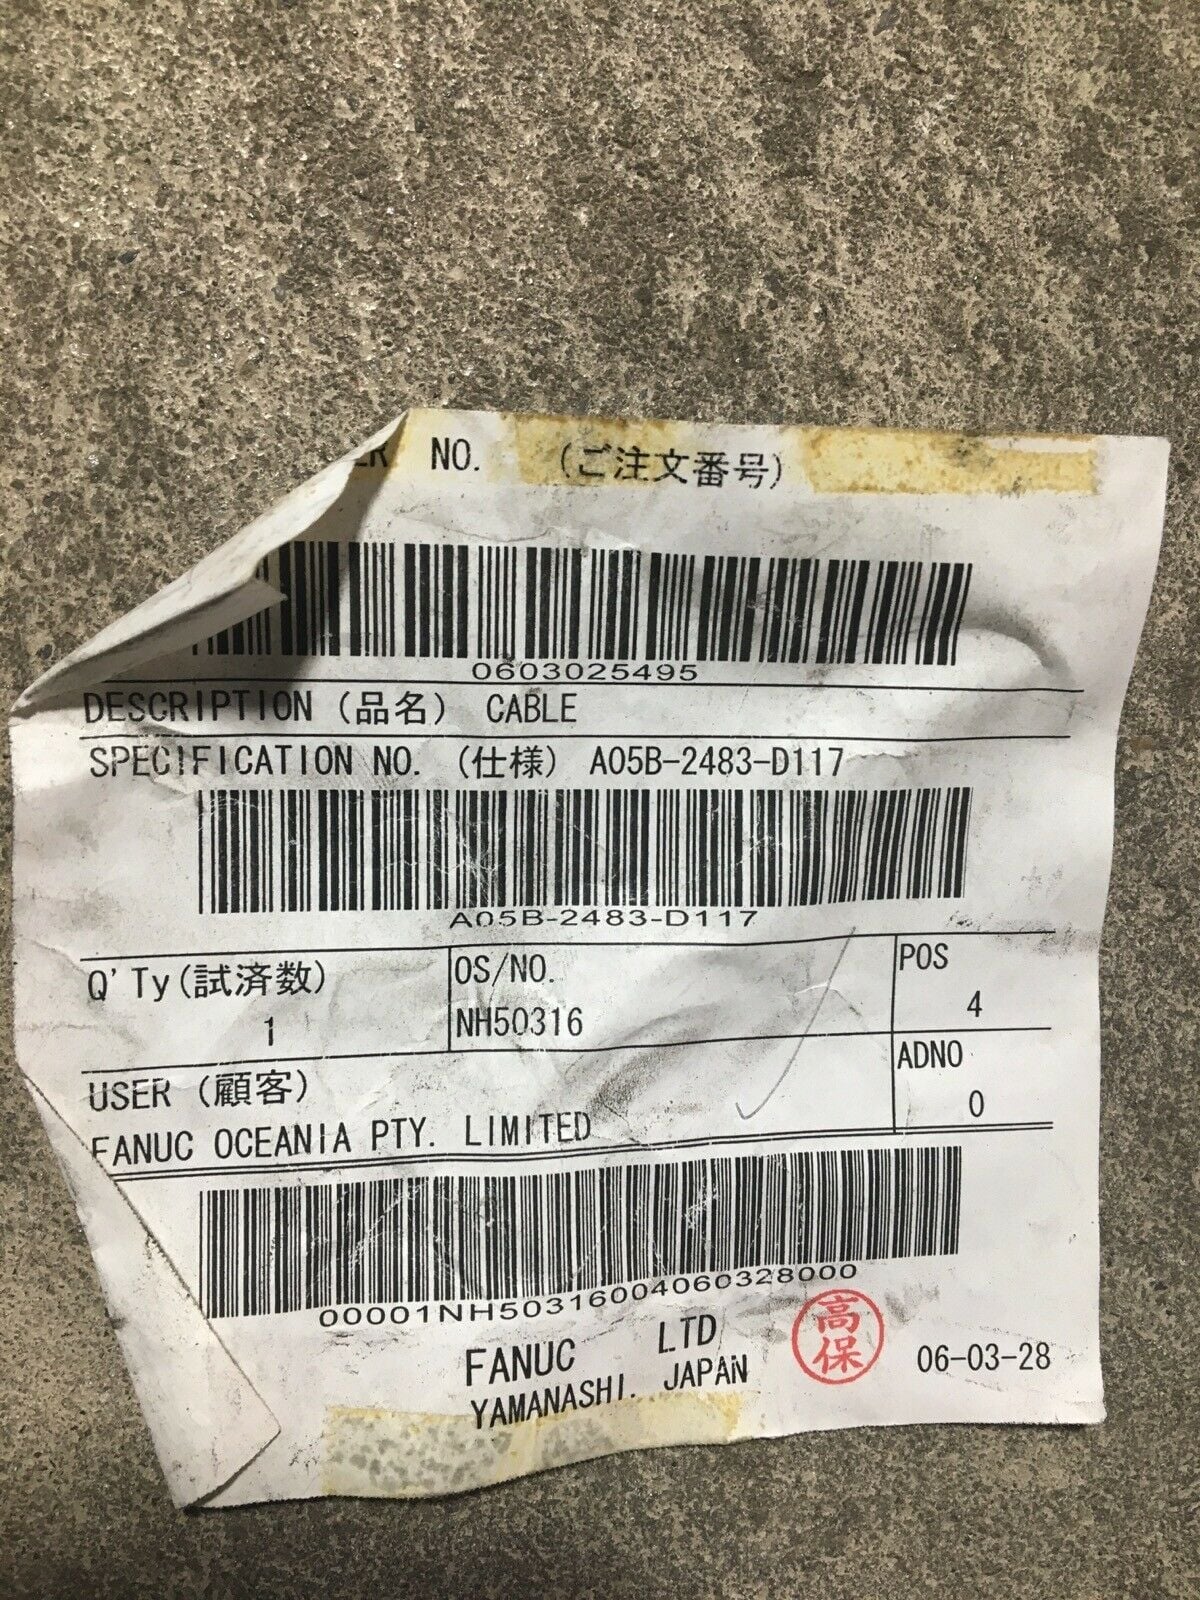 NO. (ご注文番号)
0603025495
DESCRIPTION (品名) CABLE
SPECIFICATION NO. (仕様) A05B-2483-D117
A05B-2483-D117
Q'Ty(試済数)
1
OS/NO.
NH50316
POS
4
ADNO
0
USER (顧客)
FANUC OCEANIA PTY. LIMITED
00001NH50316004060328000
FANUC LTD
YAMANASHI. JAPAN
高保
06-03-28